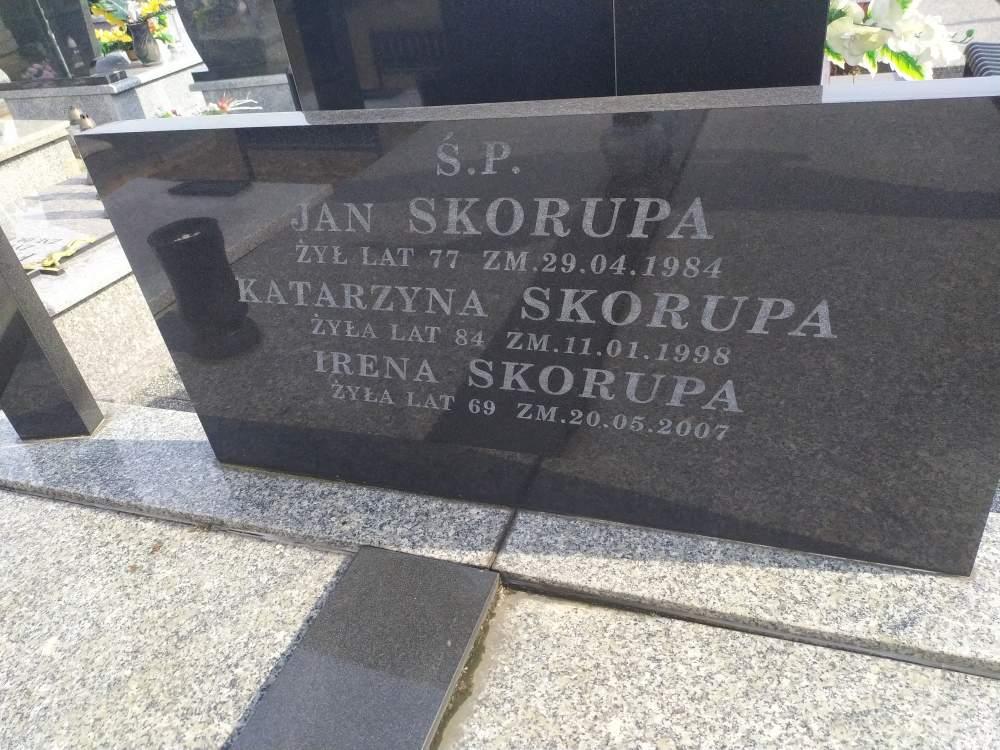 Ś.P.
JAN SKORUPA
ŻYŁ LAT 77 ZM.29.04.1984
KATARZYNA SKORUPA
ŻYŁA LAT 84 ZM.11.01.1998
IRENA SKORUPA
ŻYŁA LAT 69 ZM.20.05.2007